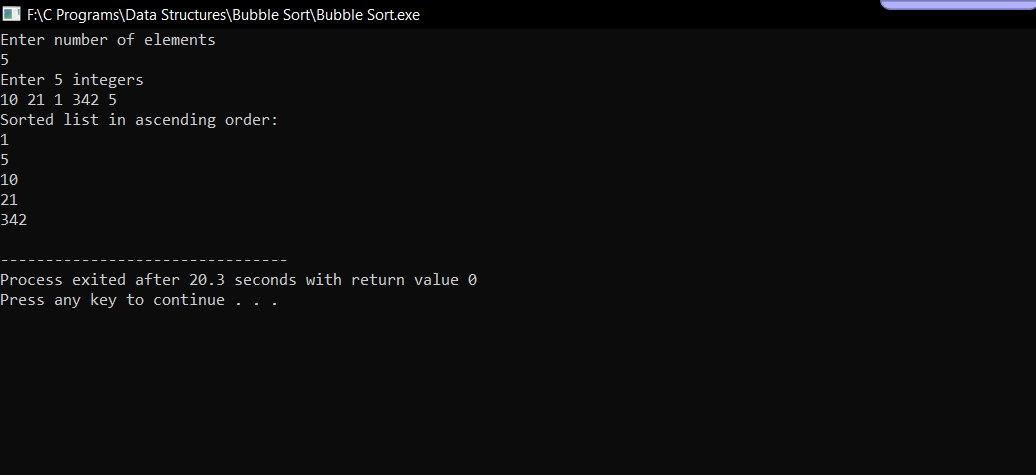 F:\C Programs\Data Structures\Bubble Sort\Bubble Sort.exe
Enter number of elements
5
Enter 5 integers
10 21 1 342 5
Sorted list in ascending order:
1
5
10
21
342
--------------------------------
Process exited after 20.3 seconds with return value 0
Press any key to continue . . .